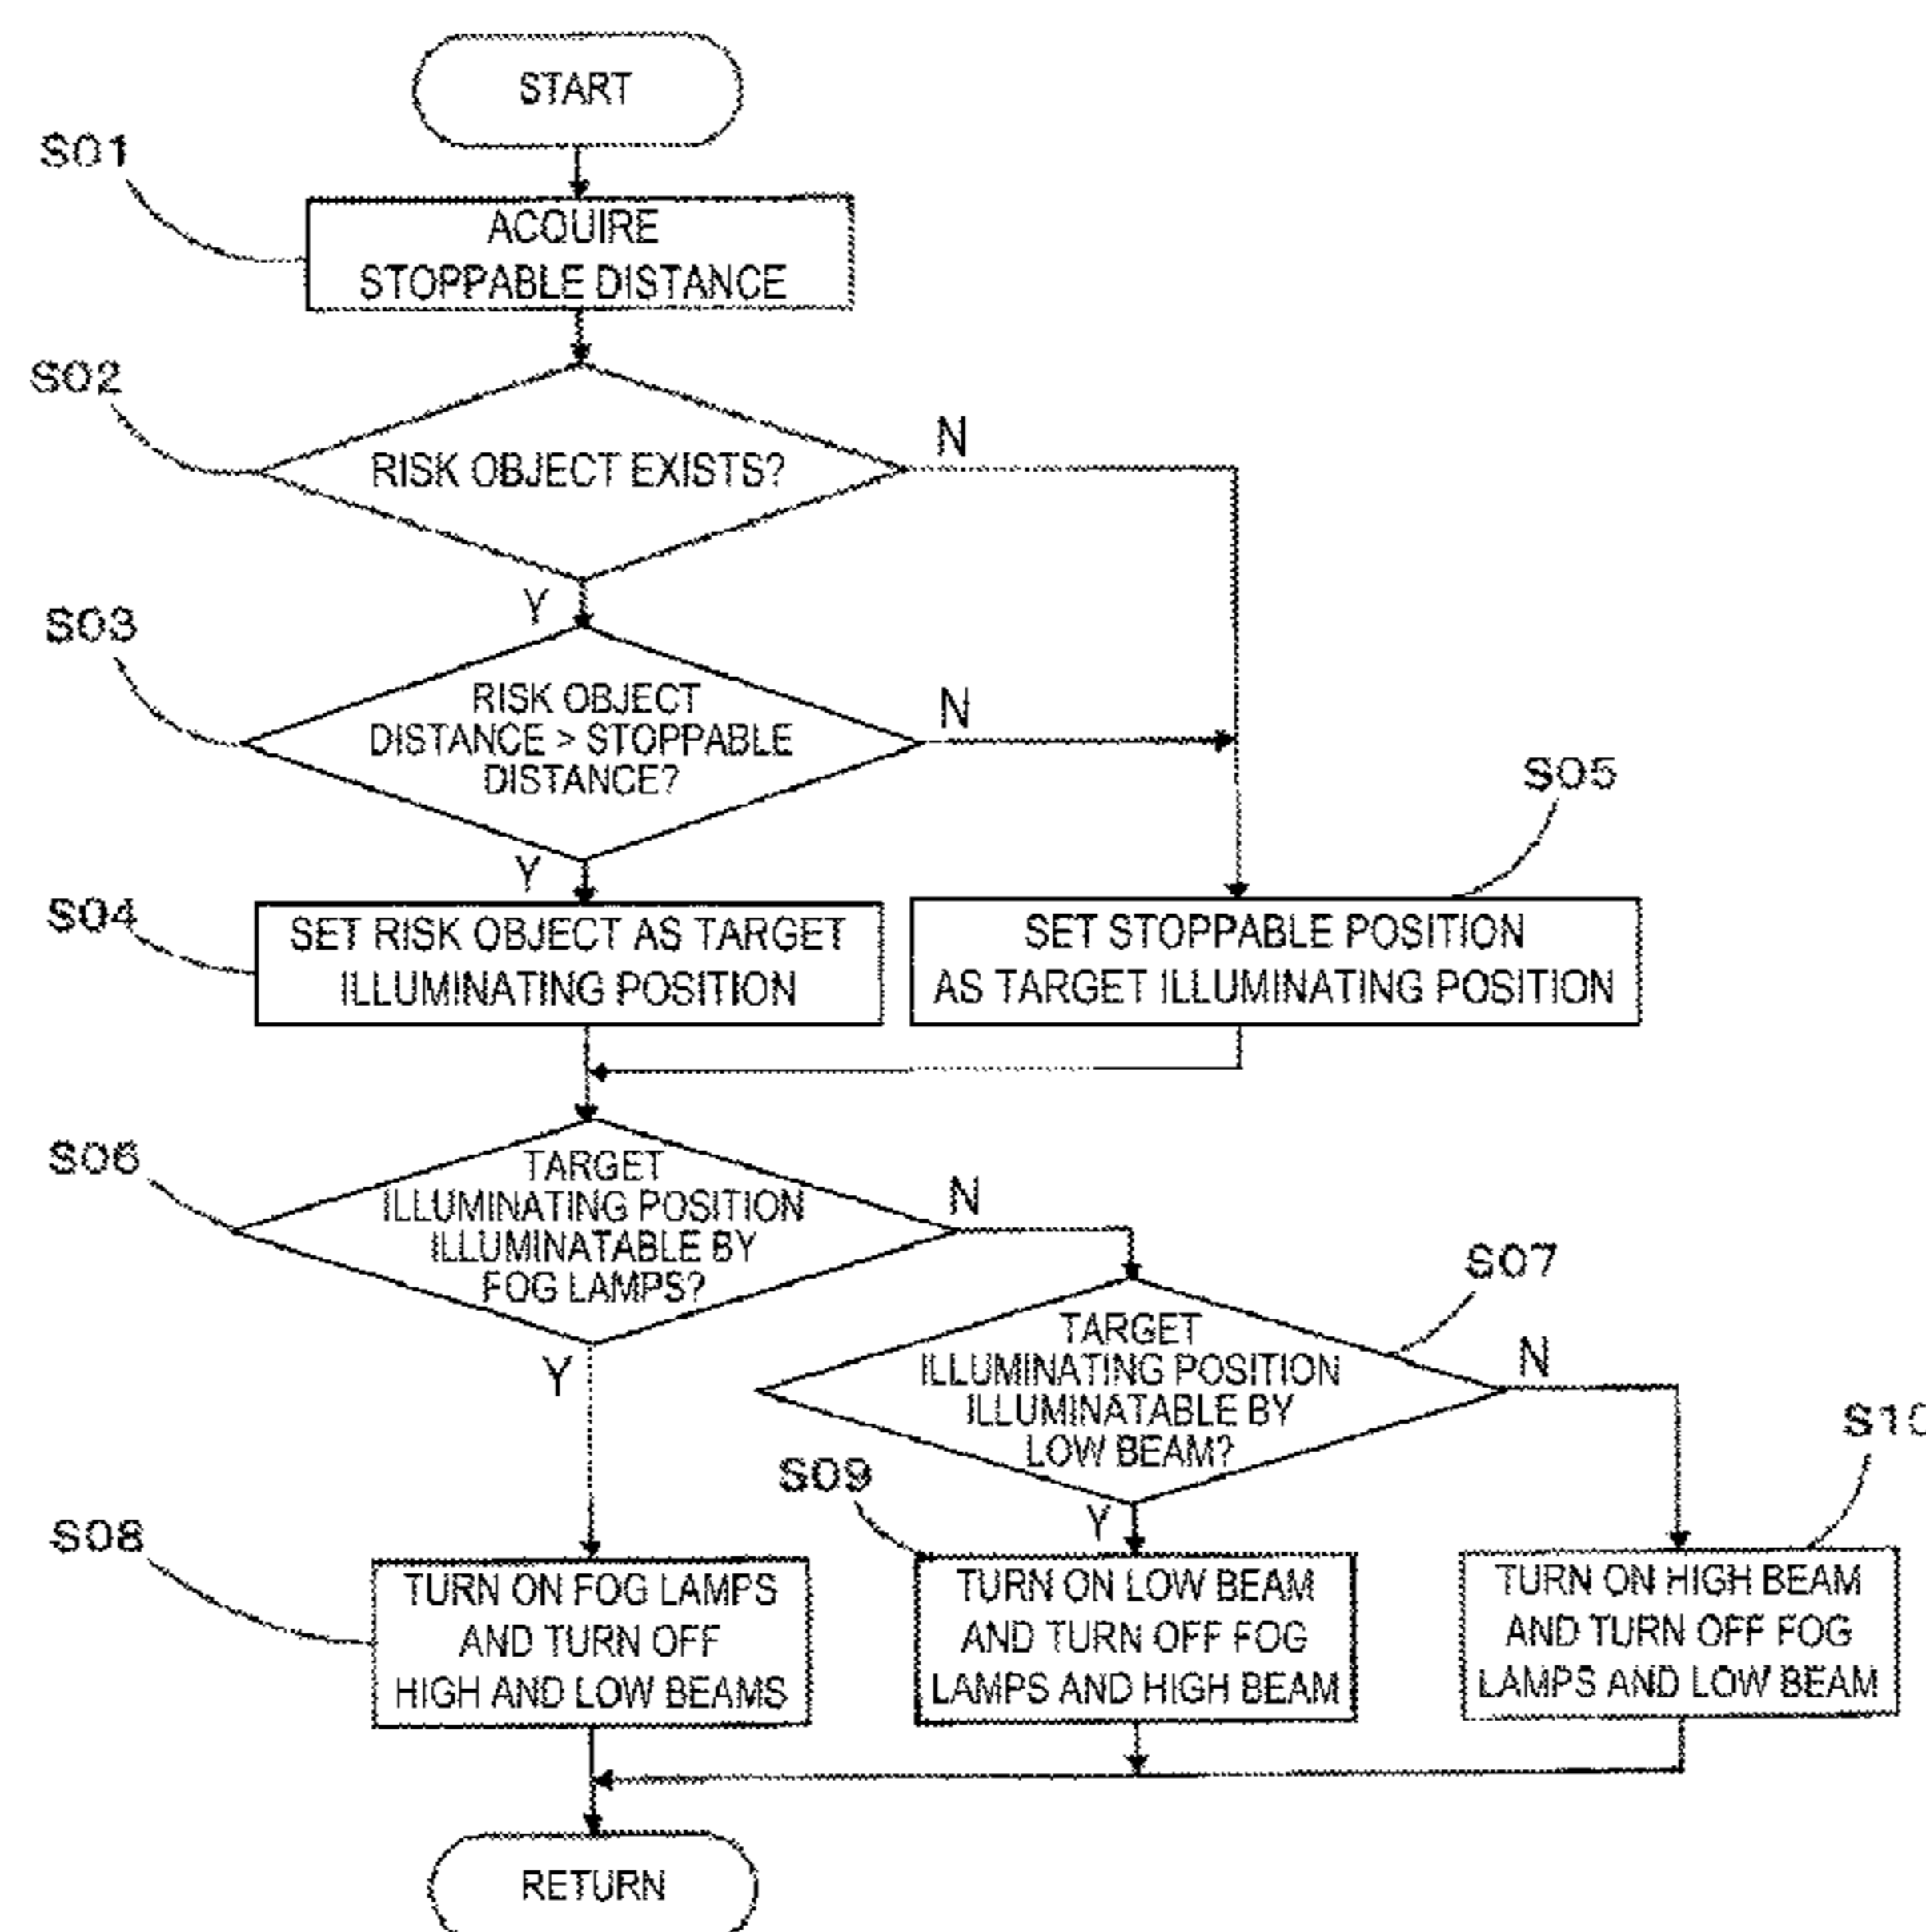 START
S01
ACQUIRE
STOPPABLE DISTANCE
S02
RISK OBJECT EXISTS?
N
Y
S03
RISK OBJECT
DISTANCE > STOPPABLE
DISTANCE?
N
Y
S04
SET RISK OBJECT AS TARGET
ILLUMINATING POSITION
S05
SET STOPPABLE POSITION
AS TARGET ILLUMINATING POSITION
S06
TARGET
ILLUMINATING POSITION
ILLUMINATABLE BY
FOG LAMPS?
N
Y
S07
TARGET
ILLUMINATING POSITION
ILLUMINATABLE BY
LOW BEAM?
N
Y
S08
TURN ON FOG LAMPS
AND TURN OFF
HIGH AND LOW BEAMS
S09
TURN ON LOW BEAM
AND TURN OFF FOG
LAMPS AND HIGH BEAM
S10
TURN ON HIGH BEAM
AND TURN OFF FOG
LAMPS AND LOW BEAM
RETURN